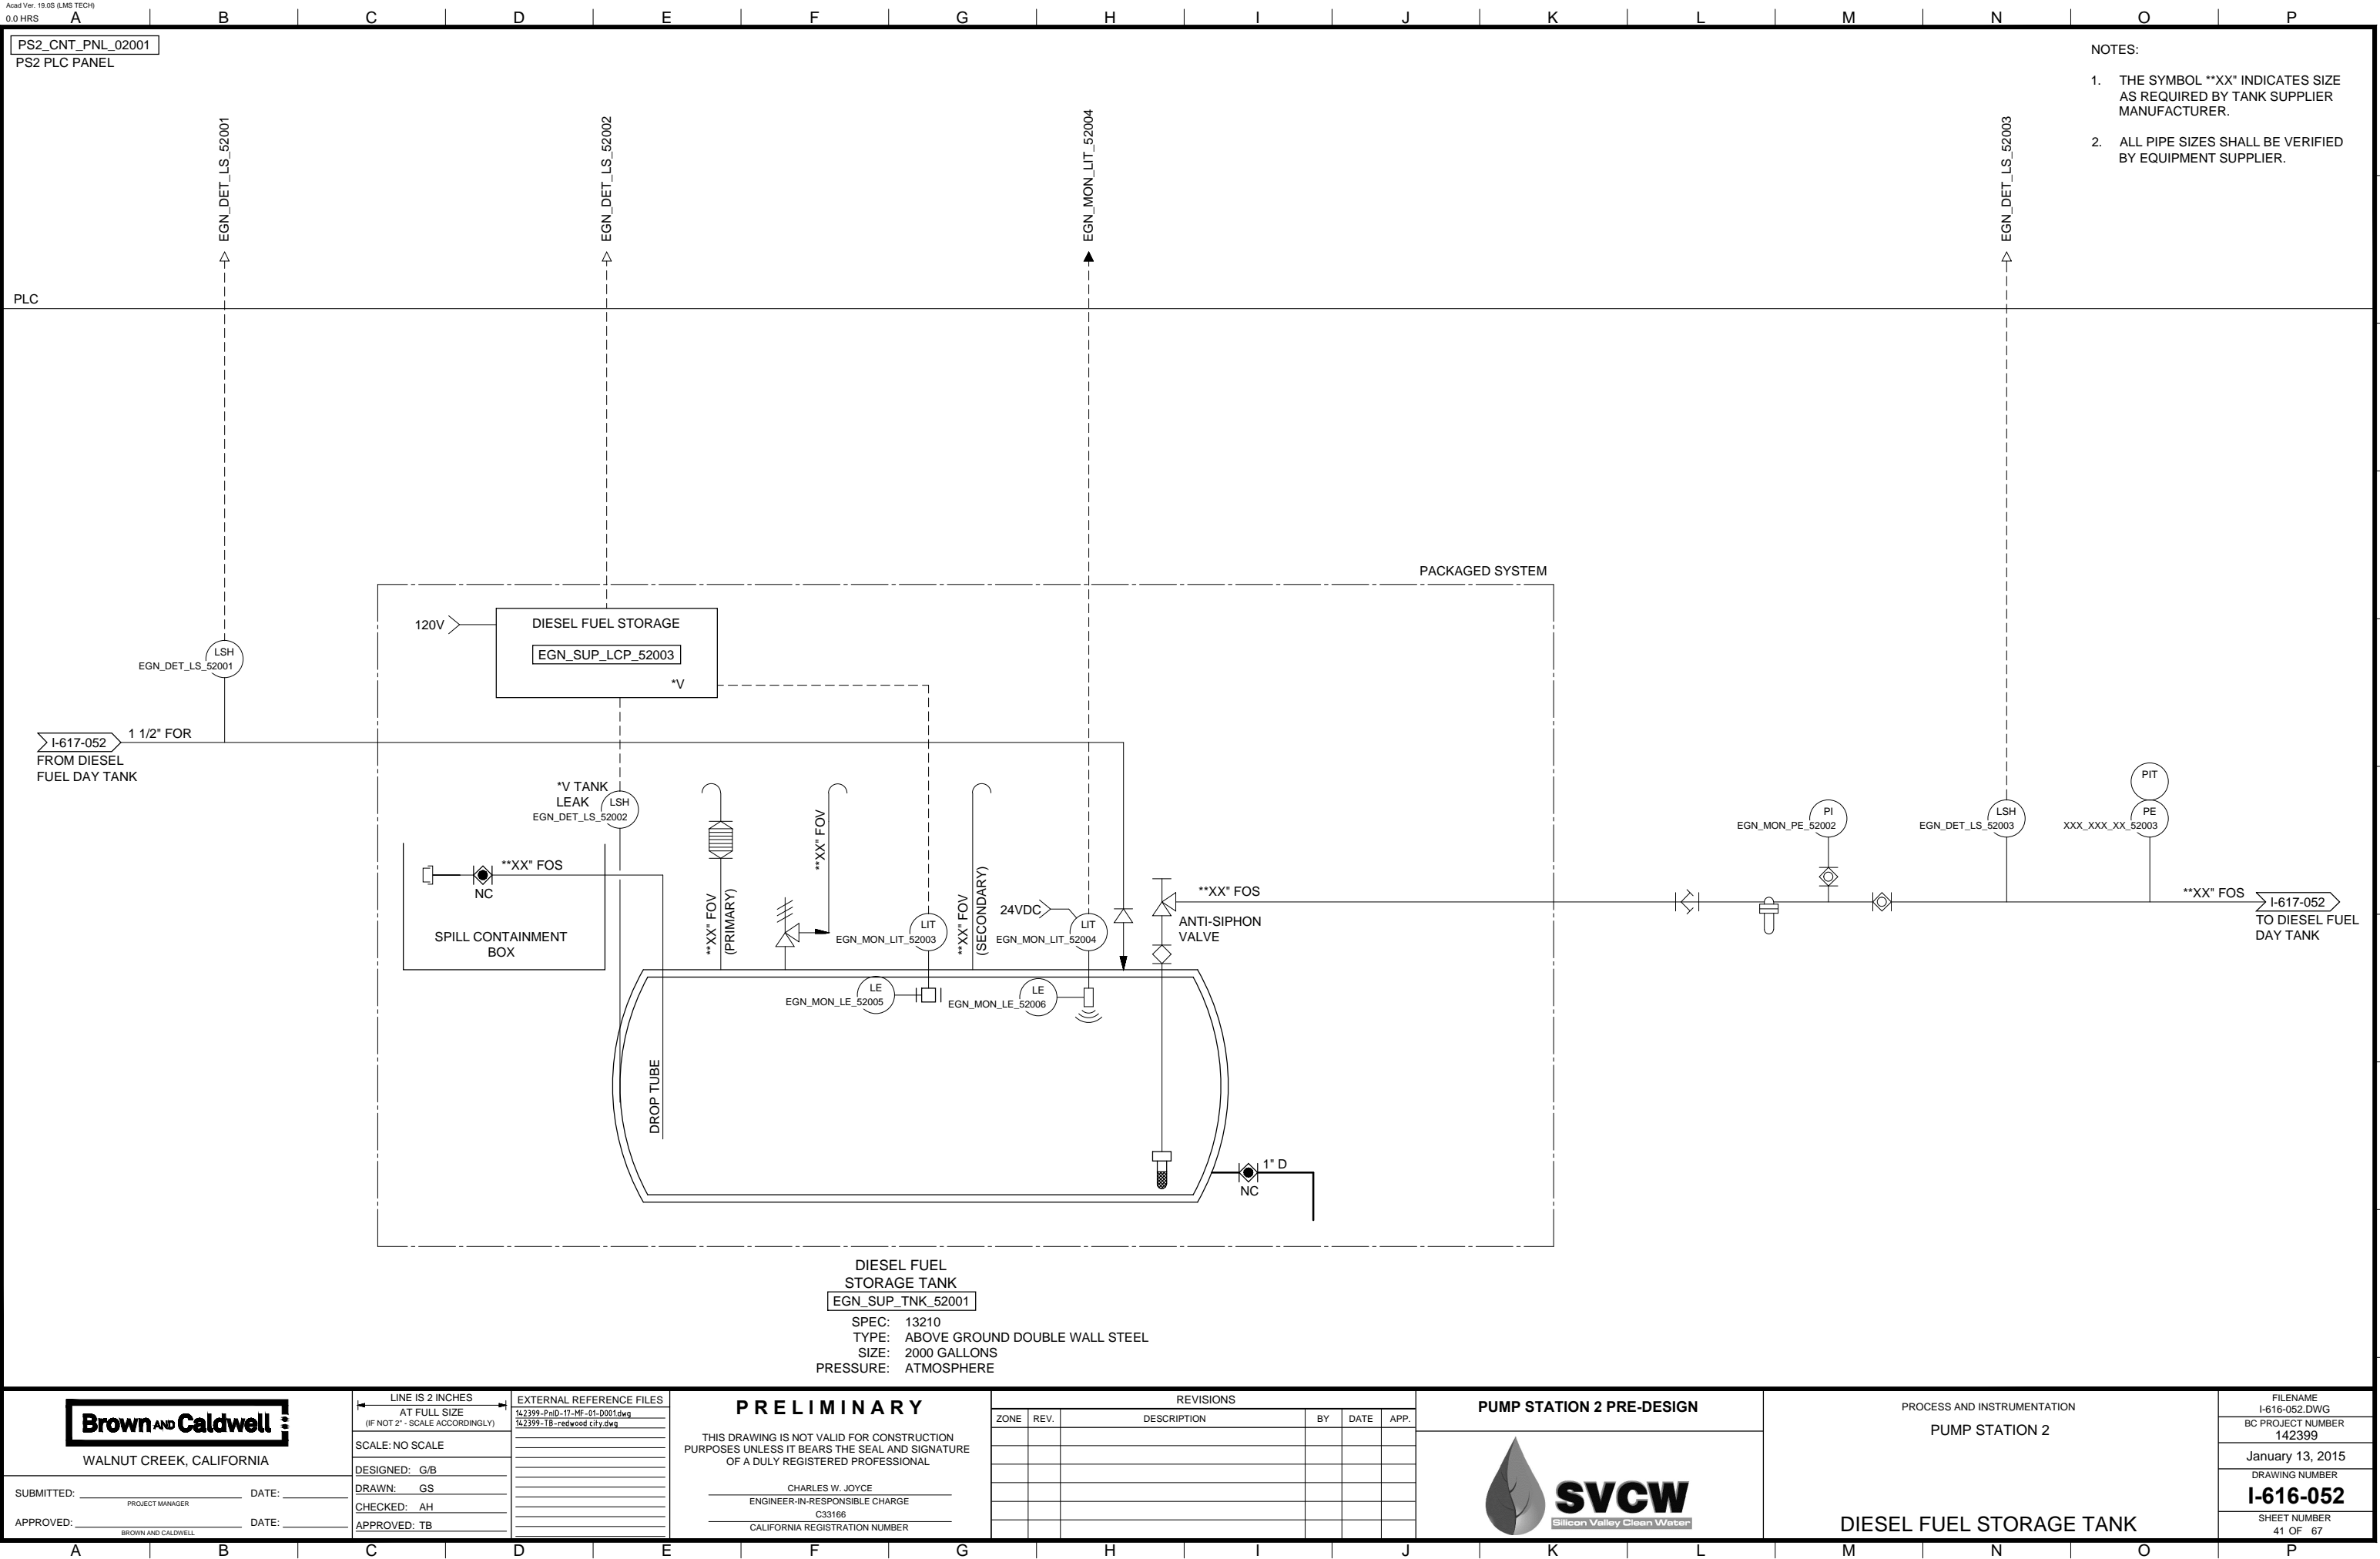 Acad Ver. 19.0S (LMS TECH)
0.0 HRS
A B C D E F G H I J K L M N O P
PS2_CNT_PNL_02001
PS2 PLC PANEL
NOTES:
1. THE SYMBOL **XX" INDICATES SIZE
AS REQUIRED BY TANK SUPPLIER
MANUFACTURER.
2. ALL PIPE SIZES SHALL BE VERIFIED
BY EQUIPMENT SUPPLIER.
EGN_DET_LS_52001
EGN_DET_LS_52002
EGN_MON_LIT_52004
EGN_DET_LS_52003
PLC
PACKAGED SYSTEM
120V
DIESEL FUEL STORAGE
EGN_SUP_LCP_52003
*V
LSH
EGN_DET_LS_52001
I-617-052
1 1/2" FOR
FROM DIESEL
FUEL DAY TANK
*V TANK
LEAK
LSH
EGN_DET_LS_52002
**XX" FOS
NC
SPILL CONTAINMENT
BOX
**XX" FOV
(PRIMARY)
**XX" FOV
LIT
EGN_MON_LIT_52003
**XX" FOV
(SECONDARY)
24VDC
LIT
EGN_MON_LIT_52004
**XX" FOS
ANTI-SIPHON
VALVE
LE
EGN_MON_LE_52005
LE
EGN_MON_LE_52006
DROP TUBE
1" D
NC
PI
EGN_MON_PE_52002
LSH
EGN_DET_LS_52003
PIT
PE
XXX_XXX_XX_52003
**XX" FOS
I-617-052
TO DIESEL FUEL
DAY TANK
DIESEL FUEL
STORAGE TANK
EGN_SUP_TNK_52001
SPEC: 13210
TYPE: ABOVE GROUND DOUBLE WALL STEEL
SIZE: 2000 GALLONS
PRESSURE: ATMOSPHERE
Brown AND Caldwell
WALNUT CREEK, CALIFORNIA
SUBMITTED: DATE:
PROJECT MANAGER
APPROVED: DATE:
BROWN AND CALDWELL
LINE IS 2 INCHES
AT FULL SIZE
(IF NOT 2" - SCALE ACCORDINGLY)
SCALE: NO SCALE
DESIGNED: G/B
DRAWN: GS
CHECKED: AH
APPROVED: TB
EXTERNAL REFERENCE FILES
142399-PnID-17-MF-01-D001.dwg
142399-TB-redwood city.dwg
PRELIMINARY
THIS DRAWING IS NOT VALID FOR CONSTRUCTION
PURPOSES UNLESS IT BEARS THE SEAL AND SIGNATURE
OF A DULY REGISTERED PROFESSIONAL
CHARLES W. JOYCE
ENGINEER-IN-RESPONSIBLE CHARGE
C33166
CALIFORNIA REGISTRATION NUMBER
REVISIONS
ZONE REV. DESCRIPTION BY DATE APP.
PUMP STATION 2 PRE-DESIGN
SVCW
Silicon Valley Clean Water
PROCESS AND INSTRUMENTATION
PUMP STATION 2
DIESEL FUEL STORAGE TANK
FILENAME
I-616-052.DWG
BC PROJECT NUMBER
142399
January 13, 2015
DRAWING NUMBER
I-616-052
SHEET NUMBER
41 OF 67
A B C D E F G H I J K L M N O P